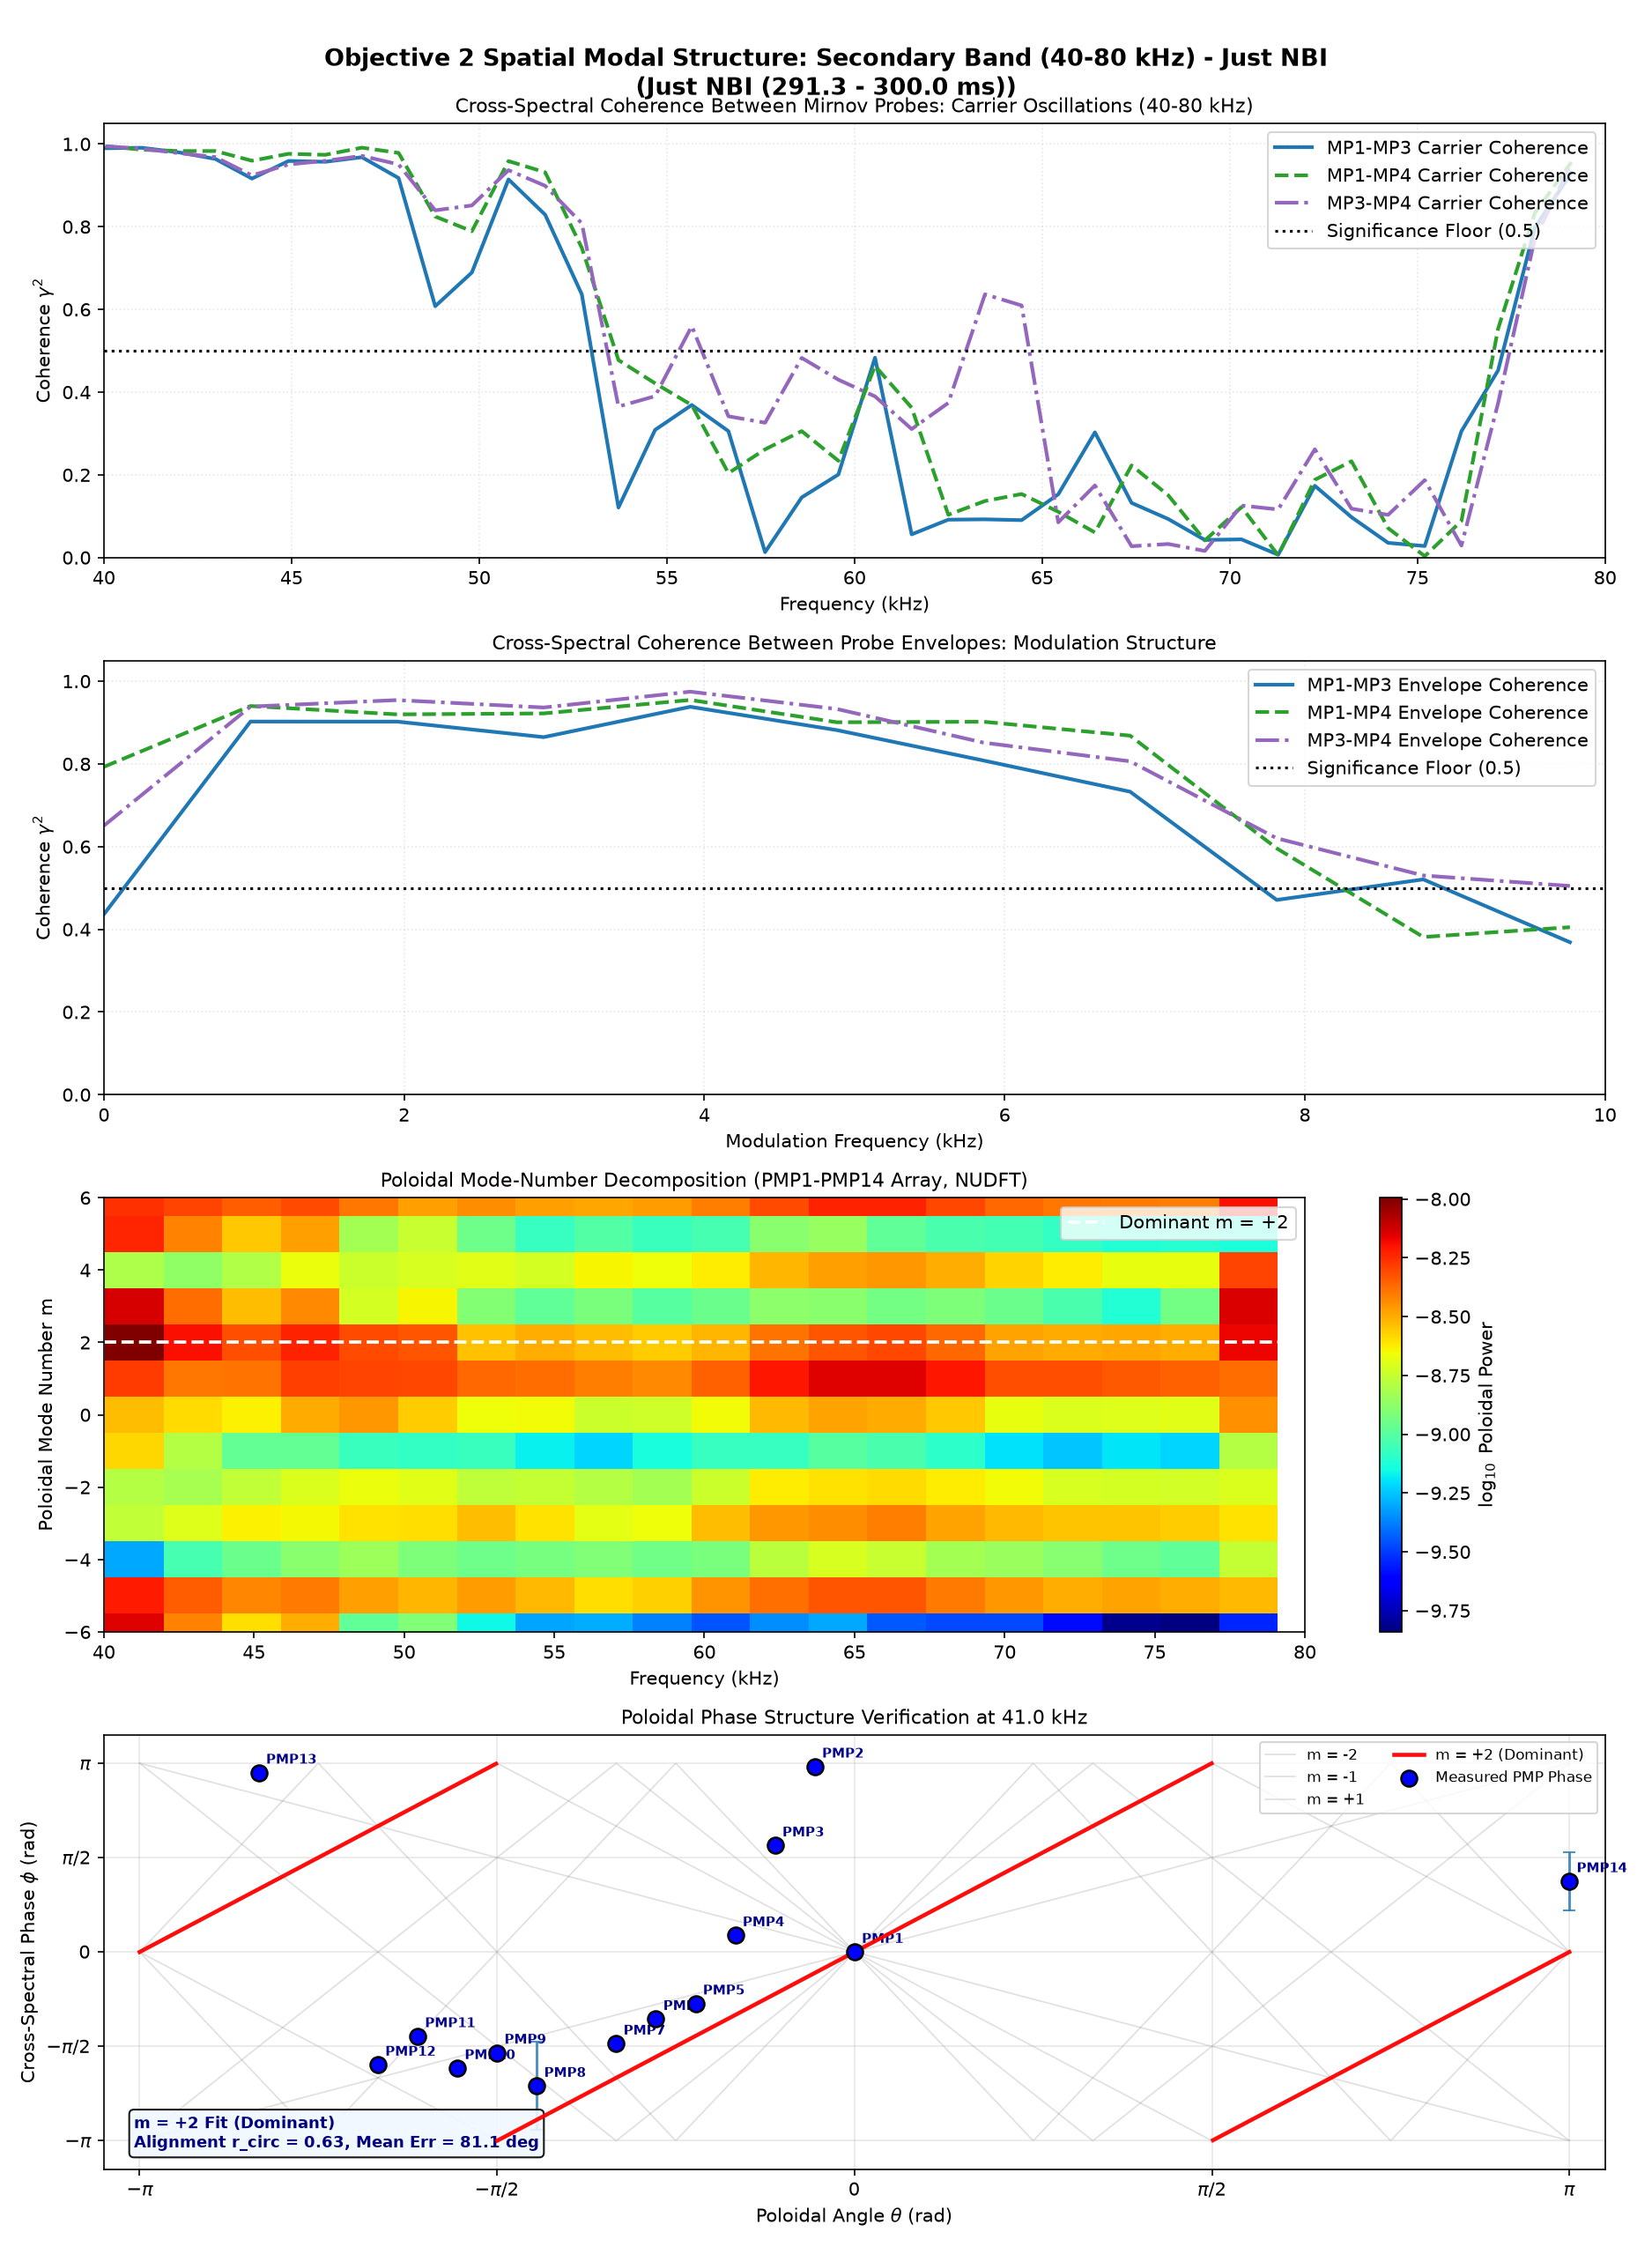 Objective 2 Spatial Modal Structure: Secondary Band (40-80 kHz) - Just NBI
(Just NBI (291.3 - 300.0 ms))
Cross-Spectral Coherence Between Mirnov Probes: Carrier Oscillations (40-80 kHz)
MP1-MP3 Carrier Coherence
MP1-MP4 Carrier Coherence
MP3-MP4 Carrier Coherence
Significance Floor (0.5)
Coherence γ²
1.0
0.8
0.6
0.4
0.2
0.0
40 45 50 55 60 65 70 75 80
Frequency (kHz)
Cross-Spectral Coherence Between Probe Envelopes: Modulation Structure
MP1-MP3 Envelope Coherence
MP1-MP4 Envelope Coherence
MP3-MP4 Envelope Coherence
Significance Floor (0.5)
Coherence γ²
1.0
0.8
0.6
0.4
0.2
0.0
0 2 4 6 8 10
Modulation Frequency (kHz)
Poloidal Mode-Number Decomposition (PMP1-PMP14 Array, NUDFT)
Dominant m = +2
Poloidal Mode Number m
6
4
2
0
−2
−4
−6
40 45 50 55 60 65 70 75 80
Frequency (kHz)
−8.00
−8.25
−8.50
−8.75
−9.00
−9.25
−9.50
−9.75
log₁₀ Poloidal Power
Poloidal Phase Structure Verification at 41.0 kHz
m = -2
m = -1
m = +1
m = +2 (Dominant)
Measured PMP Phase
PMP13
PMP2
PMP3
PMP14
PMP4
PMP1
PMP5
PMP7
PMP11
PMP9
PMP12
PMP8
Cross-Spectral Phase ϕ (rad)
π
π/2
0
−π/2
−π
m = +2 Fit (Dominant)
Alignment r_circ = 0.63, Mean Err = 81.1 deg
−π −π/2 0 π/2 π
Poloidal Angle θ (rad)